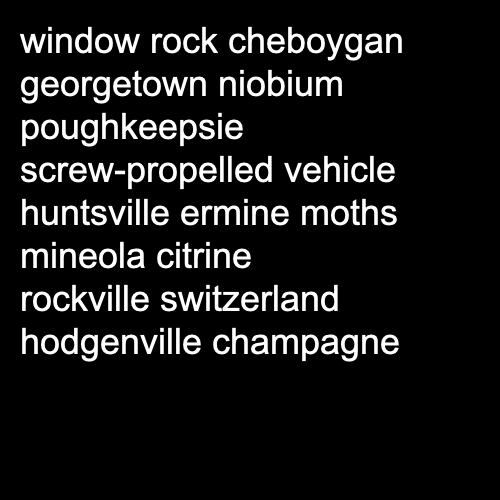 window rock cheboygan
georgetown niobium
poughkeepsie
screw-propelled vehicle
huntsville ermine moths
mineola citrine
rockville switzerland
hodgenville champagne